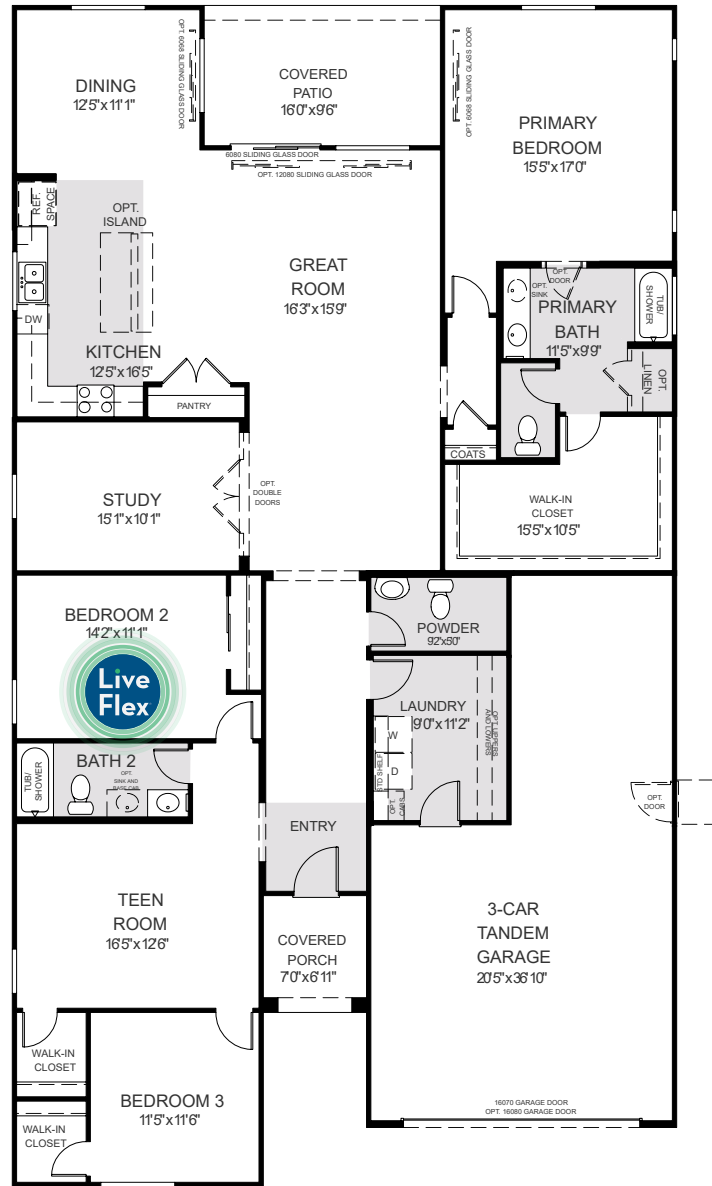 OPT. 6068 SLIDING GLASS DOOR
DINING
12'5"x11'1"
COVERED
PATIO
16'0"x9'6"
OPT. 6068 SLIDING GLASS DOOR
PRIMARY
BEDROOM
15'5"x17'0"
6080 SLIDING GLASS DOOR
OPT. 12080 SLIDING GLASS DOOR
REF.
SPACE
OPT.
ISLAND
GREAT
ROOM
16'3"x15'9"
DW
KITCHEN
12'5"x16'5"
PANTRY
OPT.
DOOR
OPT.
SINK
PRIMARY
BATH
11'5"x9'9"
TUB/
SHOWER
OPT.
LINEN
COATS
STUDY
15'1"x10'1"
OPT.
DOUBLE
DOORS
WALK-IN
CLOSET
15'5"x10'5"
BEDROOM 2
14'2"x11'1"
Live
Flex
POWDER
9'2"x5'0"
LAUNDRY
9'0"x11'2"
OPT. UPPERS
AND LOWERS
W
D
STD SHELF
OPT.
CABS
BATH 2
TUB/
SHOWER
OPT.
SINK AND
BASE CAB.
ENTRY
OPT.
DOOR
TEEN
ROOM
16'5"x12'6"
COVERED
PORCH
7'0"x6'11"
3-CAR
TANDEM
GARAGE
20'5"x36'10"
WALK-IN
CLOSET
BEDROOM 3
11'5"x11'6"
WALK-IN
CLOSET
16070 GARAGE DOOR
OPT. 16080 GARAGE DOOR